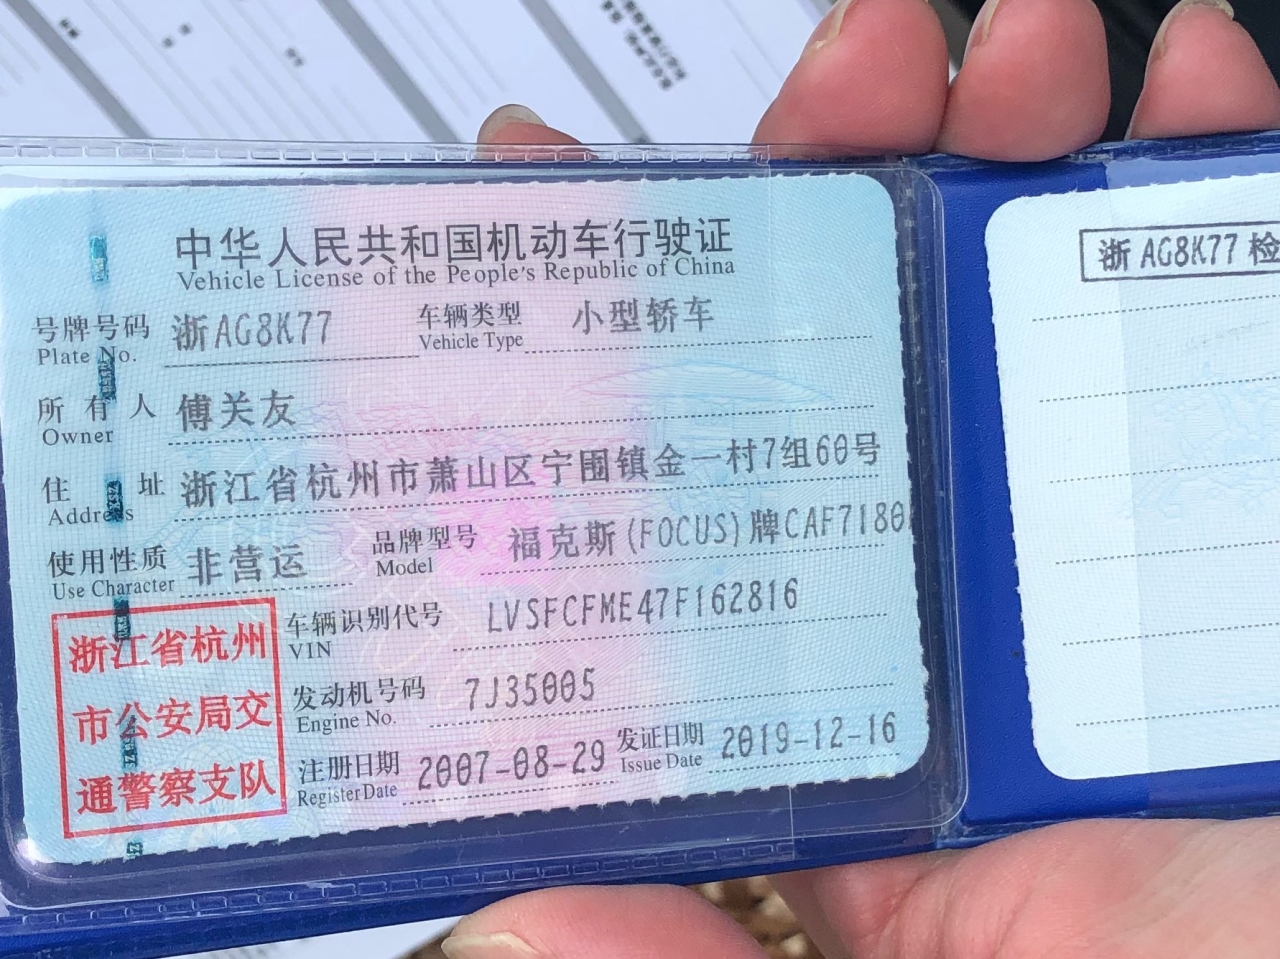 中华人民共和国机动车行驶证
Vehicle License of the People's Republic of China
号牌号码 浙AG8K77 车辆类型 小型轿车
Plate No. Vehicle Type
所有人 傅关友
Owner
住址 浙江省杭州市萧山区宁围镇金一村7组60号
Address
使用性质 非营运 品牌型号 福克斯(FOCUS)牌CAF7180
Use Character Model
车辆识别代号 LVSFCFME47F162816
VIN
发动机号码 7J35005
Engine No.
注册日期 2007-08-29 发证日期 2019-12-16
Register Date Issue Date
浙江省杭州
市公安局交
通警察支队
浙AG8K77 检